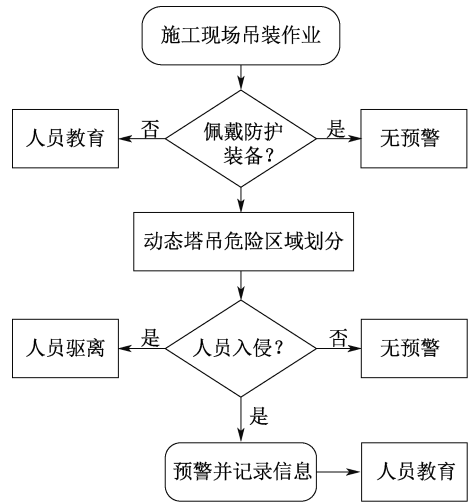 施工现场吊装作业
否
是
人员教育
佩戴防护
装备?
无预警
动态塔吊危险区域划分
是
否
人员驱离
人员入侵?
无预警
是
预警并记录信息
人员教育